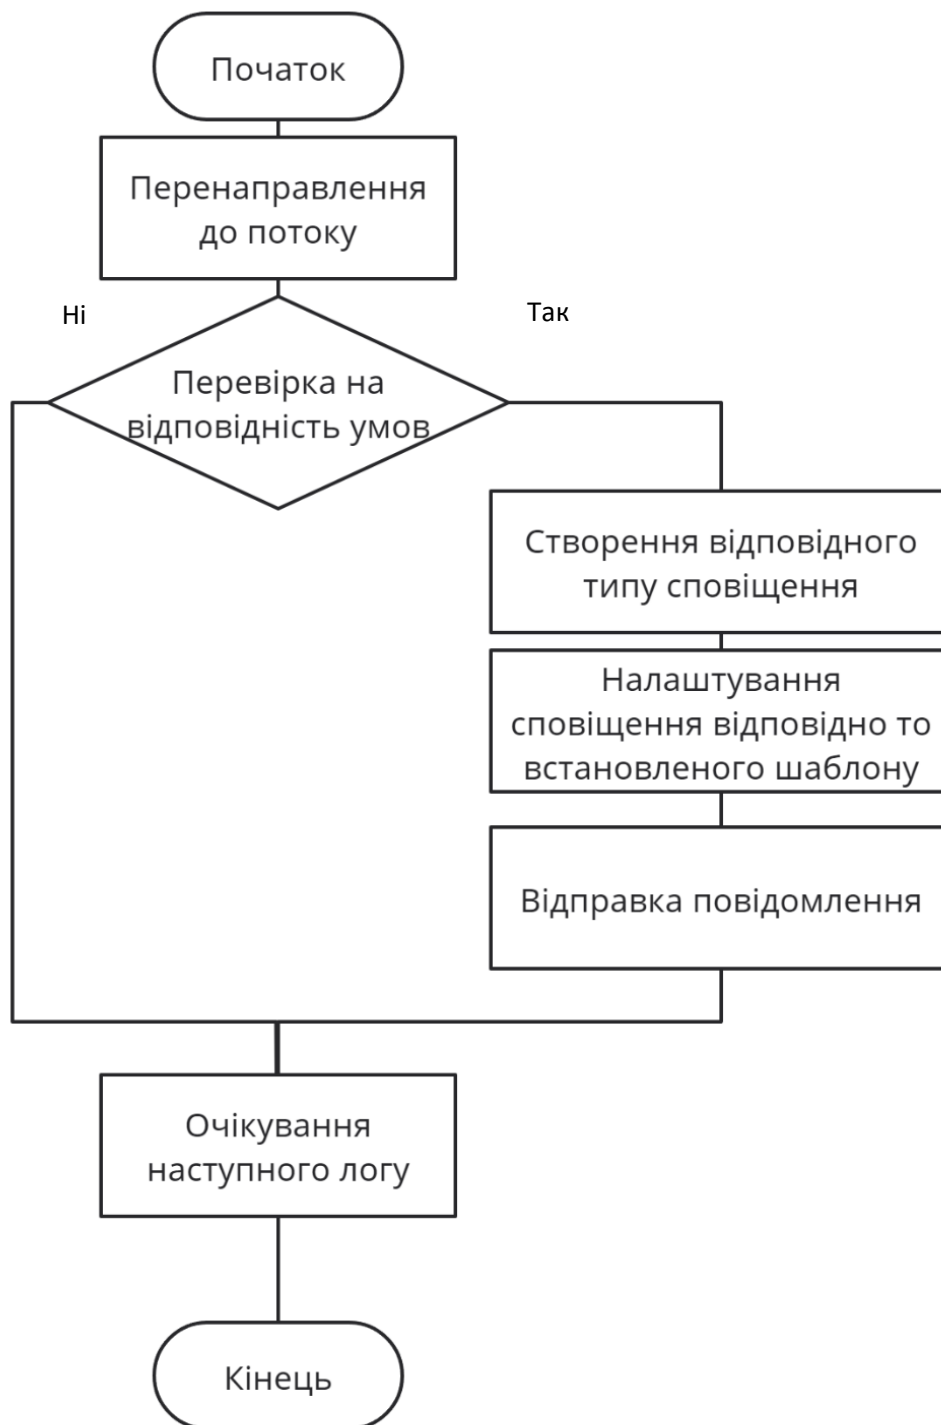 Початок
Перенаправлення
до потоку
Ні
Так
Перевірка на
відповідність умов
Створення відповідного
типу сповіщення
Налаштування
сповіщення відповідно то
встановленого шаблону
Відправка повідомлення
Очікування
наступного логу
Кінець